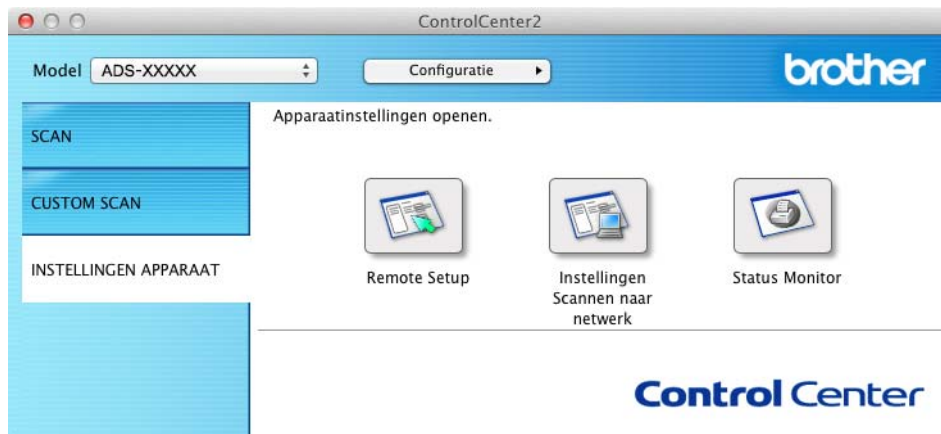 ControlCenter2
Model ADS-XXXXX Configuratie brother
SCAN
CUSTOM SCAN
INSTELLINGEN APPARAAT
Apparaatinstellingen openen.
Remote Setup
Instellingen
Scannen naar
netwerk
Status Monitor
Control Center